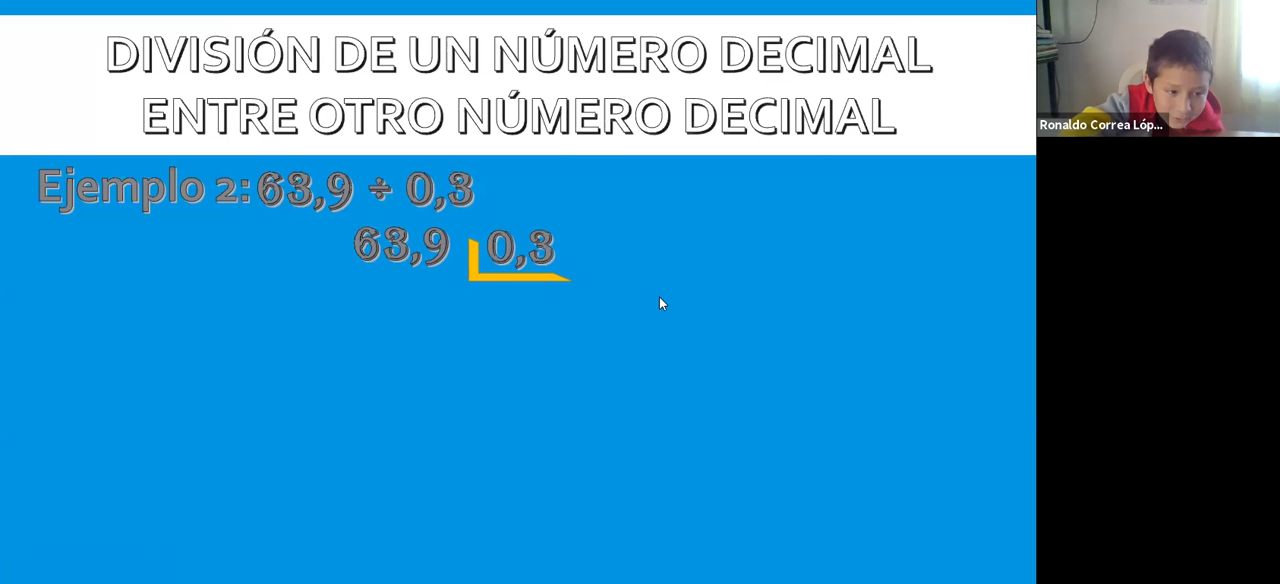 DIVISIÓN DE UN NÚMERO DECIMAL
ENTRE OTRO NÚMERO DECIMAL
Ejemplo 2: 63,9 ÷ 0,3
63,9 0,3
Ronaldo Correa Lóp...